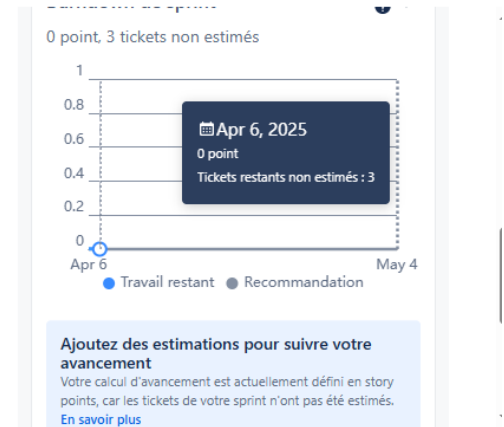 Burndown de sprint
0 point, 3 tickets non estimés
1
0.8
0.6
0.4
0.2
0
Apr 6, 2025
0 point
Tickets restants non estimés : 3
Apr 6
May 4
Travail restant
Recommandation
Ajoutez des estimations pour suivre votre
avancement
Votre calcul d'avancement est actuellement défini en story
points, car les tickets de votre sprint n'ont pas été estimés.
En savoir plus